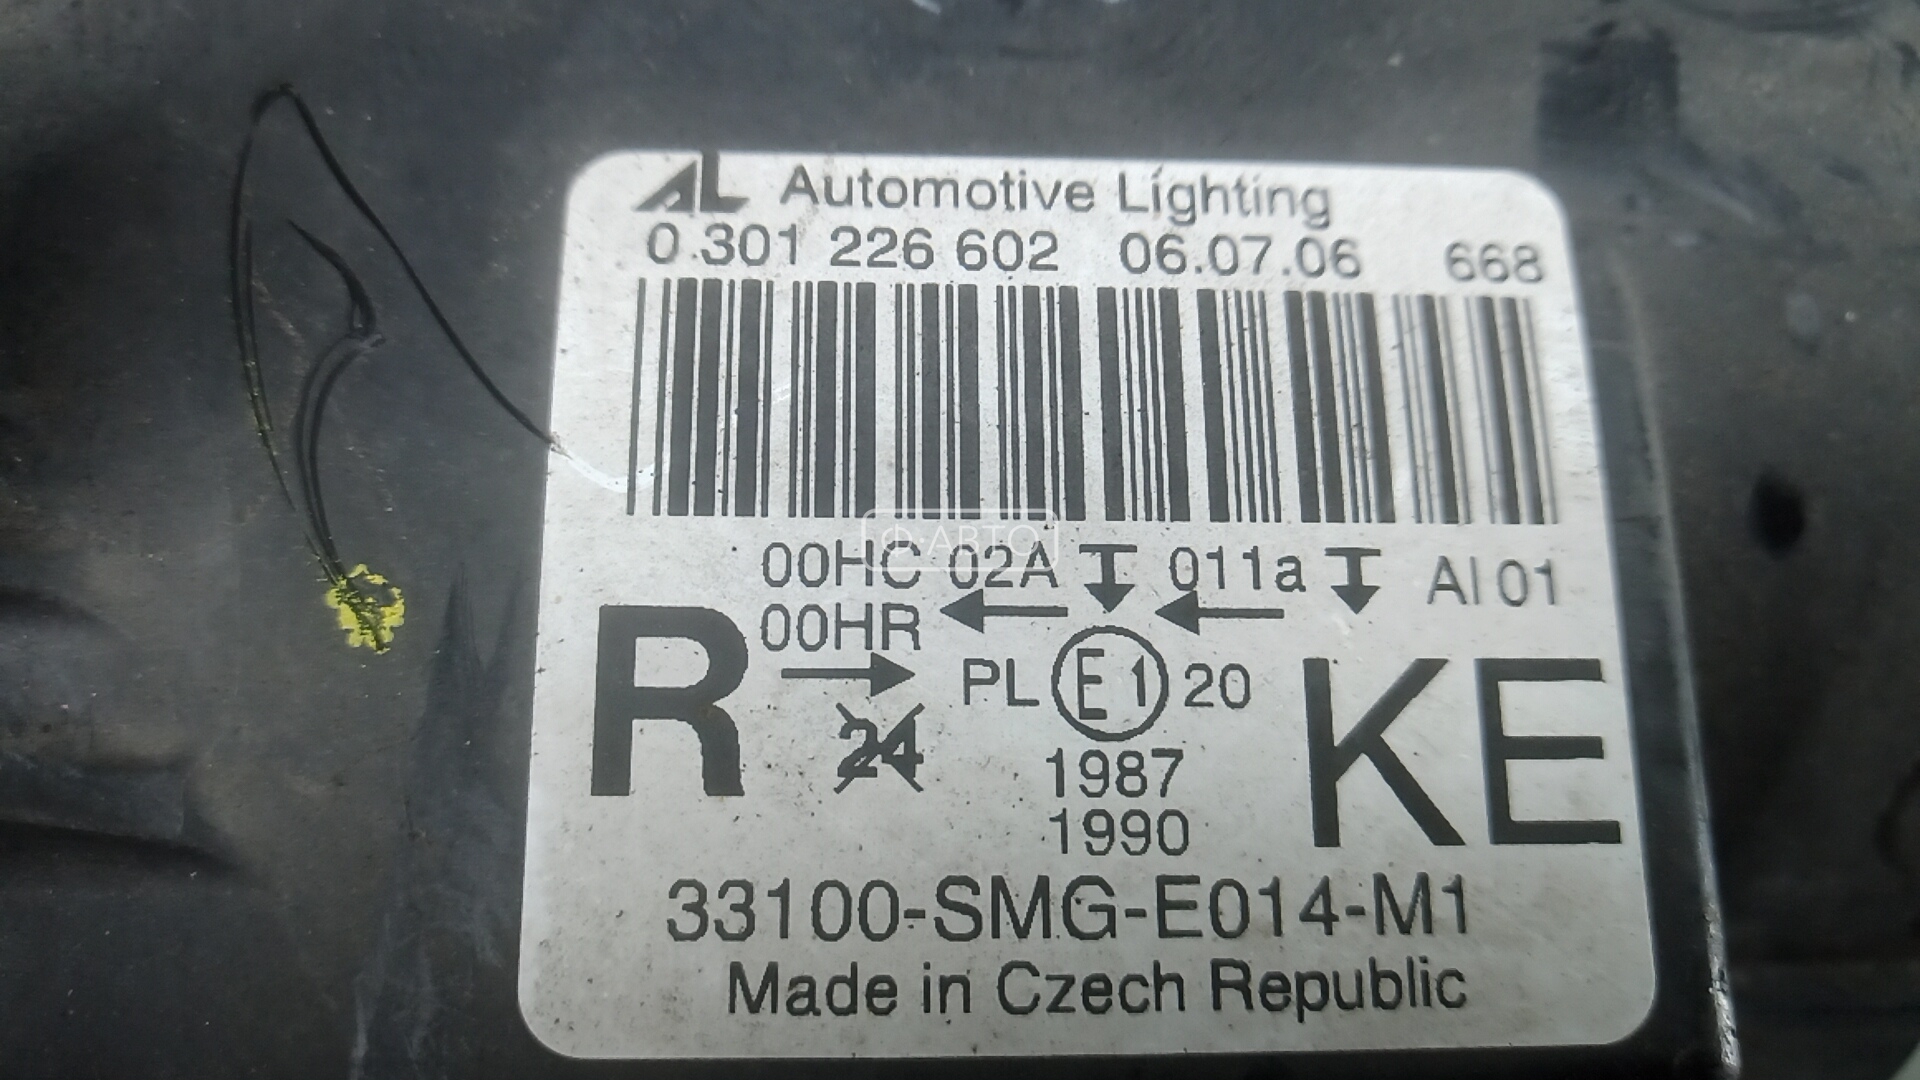 AL Automotive Lighting
0 301 226 602 06.07.06 668
Ф·АВТО
00HC 02A 011a AI 01
00HR
R PL E1 20 KE
24
1987
1990
33100-SMG-E014-M1
Made in Czech Republic